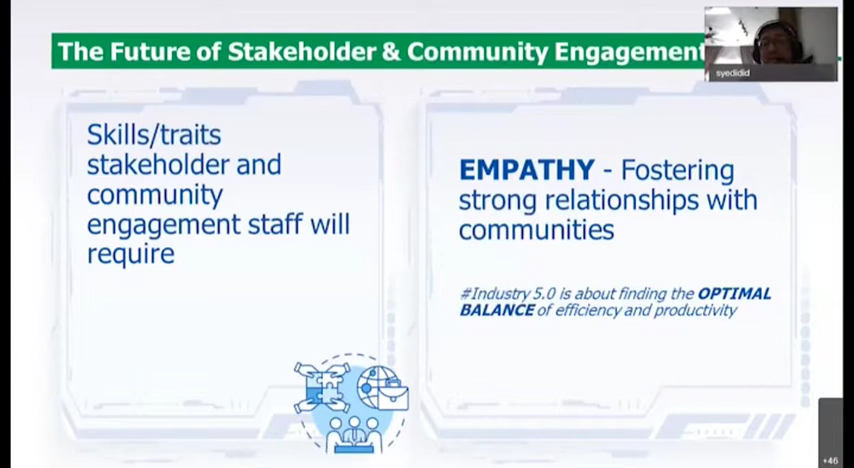 The Future of Stakeholder & Community Engagement
syedidid
Skills/traits
stakeholder and
community
engagement staff will
require
EMPATHY - Fostering
strong relationships with
communities
#Industry 5.0 is about finding the OPTIMAL
BALANCE of efficiency and productivity
+46